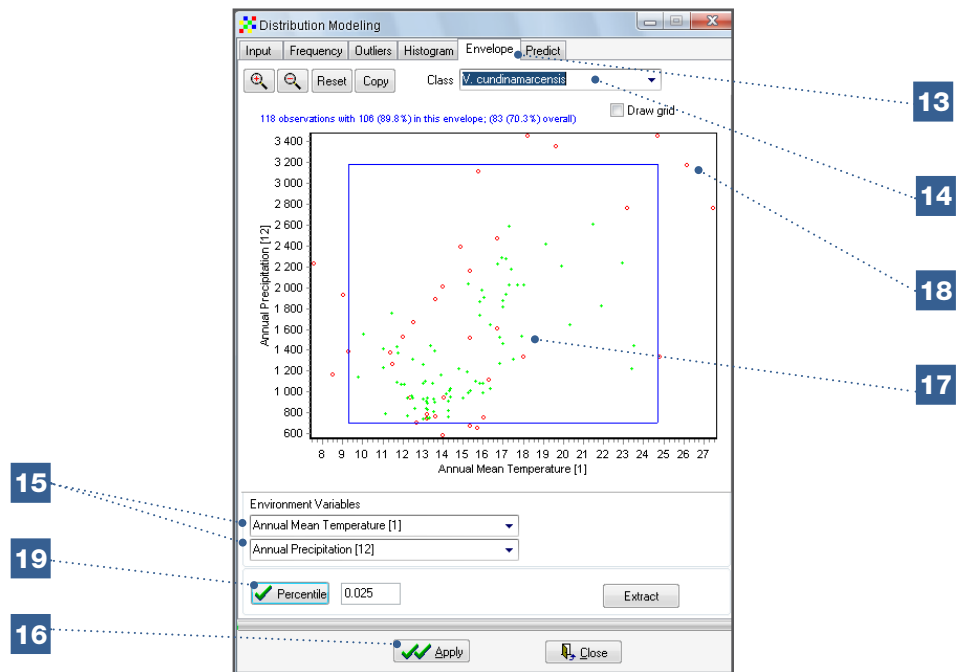 Distribution Modeling
Input Frequency Outliers Histogram Envelope Predict
Reset Copy Class V. cundinamarcensis
Draw grid
118 observations with 106 (89.8%) in this envelope; (83 (70.3%) overall)
3 400
3 200
3 000
2 800
2 600
2 400
2 200
2 000
1 800
1 600
1 400
1 200
1 000
800
600
Annual Precipitation [12]
8 9 10 11 12 13 14 15 16 17 18 19 20 21 22 23 24 25 26 27
Annual Mean Temperature [1]
Environment Variables
Annual Mean Temperature [1]
Annual Precipitation [12]
Percentile 0.025 Extract
Apply Close
13
14
18
17
15
19
16